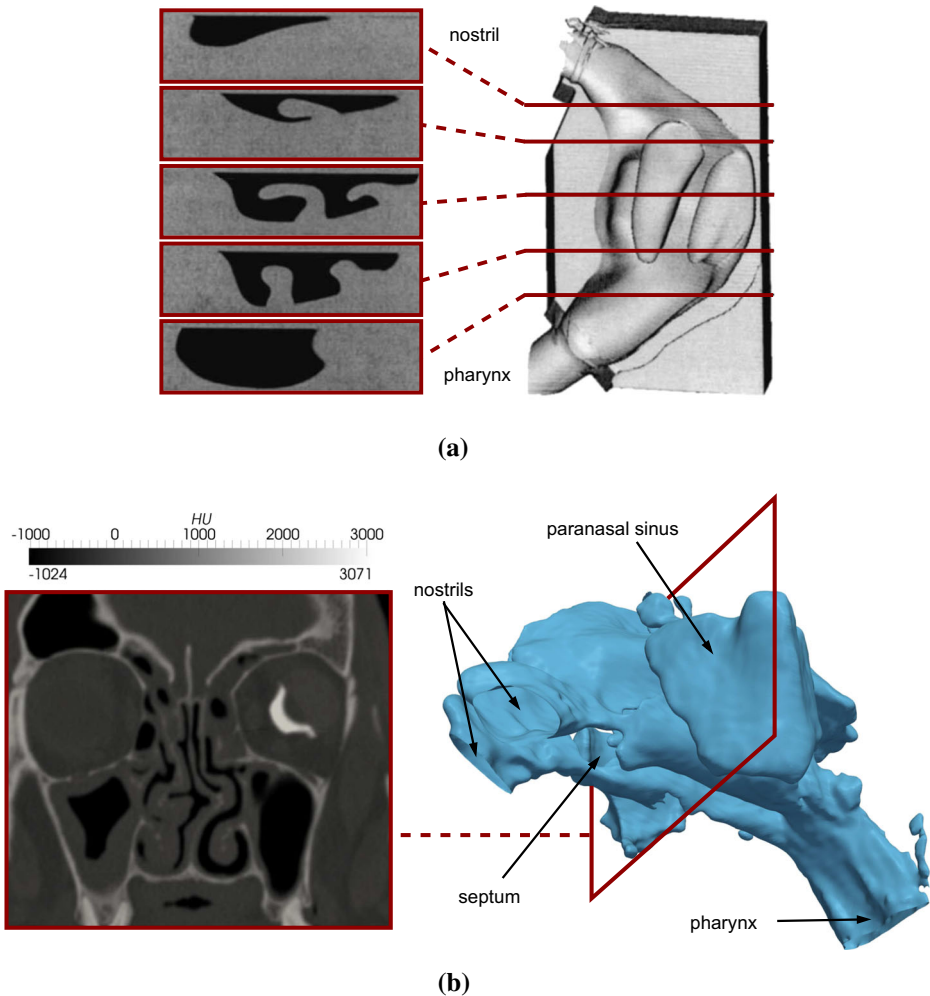 nostril
pharynx
(a)
HU
-1000 0 1000 2000 3000
-1024 3071
paranasal sinus
nostrils
septum
pharynx
(b)